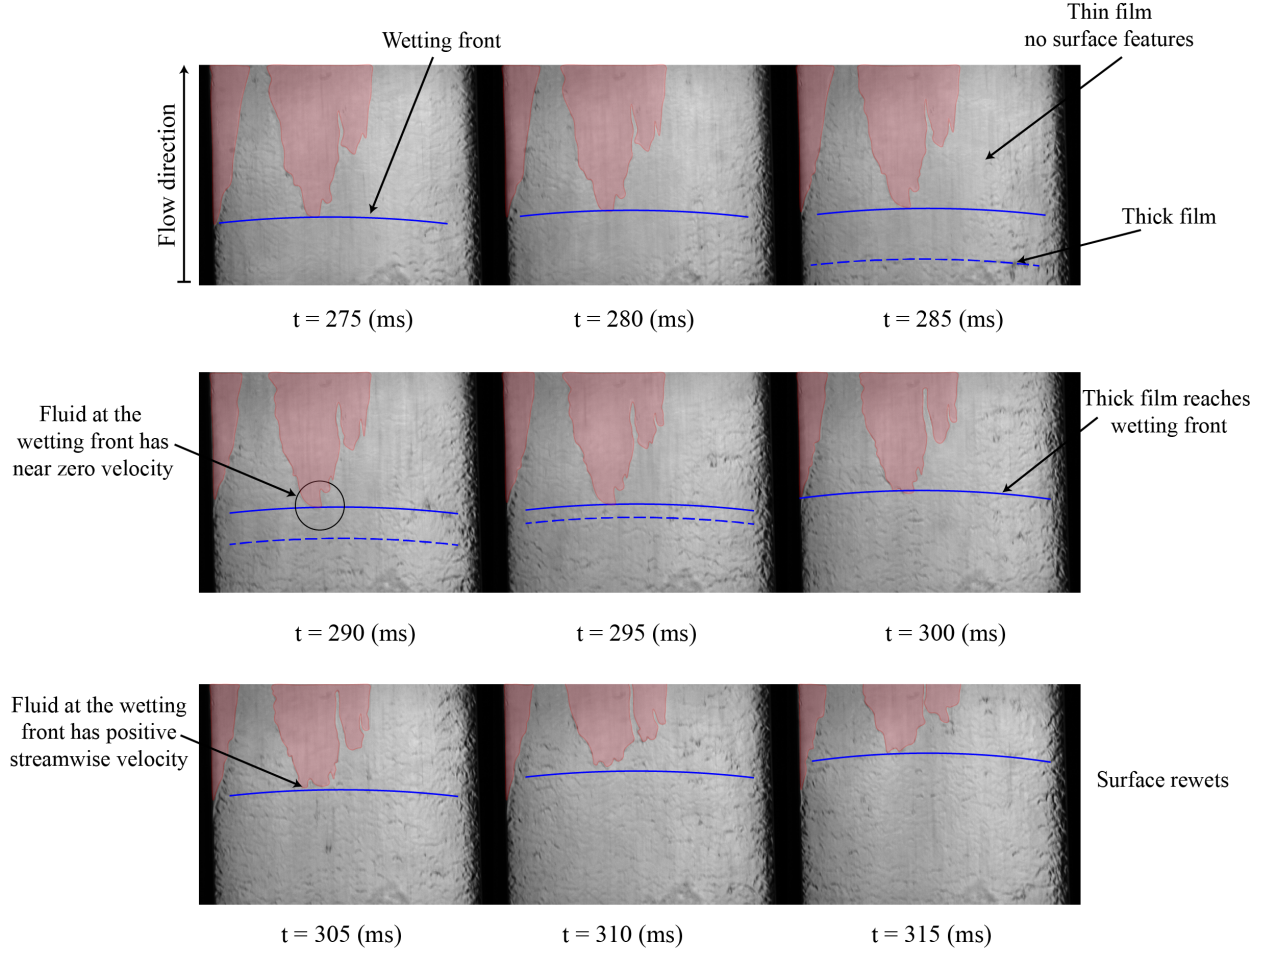 Thin film
no surface features
Wetting front
Flow direction
Thick film
t = 275 (ms)
t = 280 (ms)
t = 285 (ms)
Fluid at the
wetting front has
near zero velocity
Thick film reaches
wetting front
t = 290 (ms)
t = 295 (ms)
t = 300 (ms)
Fluid at the wetting
front has positive
streamwise velocity
Surface rewets
t = 305 (ms)
t = 310 (ms)
t = 315 (ms)